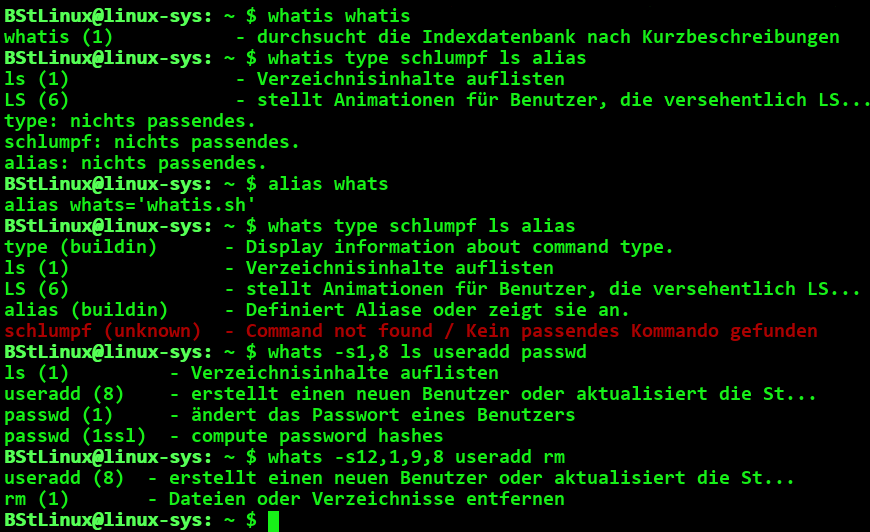 BStLinux@linux-sys: ~ $ whatis whatis
whatis (1)           - durchsucht die Indexdatenbank nach Kurzbeschreibungen
BStLinux@linux-sys: ~ $ whatis type schlumpf ls alias
ls (1)               - Verzeichnisinhalte auflisten
LS (6)               - stellt Animationen für Benutzer, die versehentlich LS...
type: nichts passendes.
schlumpf: nichts passendes.
alias: nichts passendes.
BStLinux@linux-sys: ~ $ alias whats
alias whats='whatis.sh'
BStLinux@linux-sys: ~ $ whats type schlumpf ls alias
type (buildin)      - Display information about command type.
ls (1)              - Verzeichnisinhalte auflisten
LS (6)              - stellt Animationen für Benutzer, die versehentlich LS...
alias (buildin)     - Definiert Aliase oder zeigt sie an.
schlumpf (unknown)  - Command not found / Kein passendes Kommando gefunden
BStLinux@linux-sys: ~ $ whats -s1,8 ls useradd passwd
ls (1)         - Verzeichnisinhalte auflisten
useradd (8)    - erstellt einen neuen Benutzer oder aktualisiert die St...
passwd (1)     - ändert das Passwort eines Benutzers
passwd (1ssl)  - compute password hashes
BStLinux@linux-sys: ~ $ whats -s12,1,9,8 useradd rm
useradd (8)  - erstellt einen neuen Benutzer oder aktualisiert die St...
rm (1)       - Dateien oder Verzeichnisse entfernen
BStLinux@linux-sys: ~ $